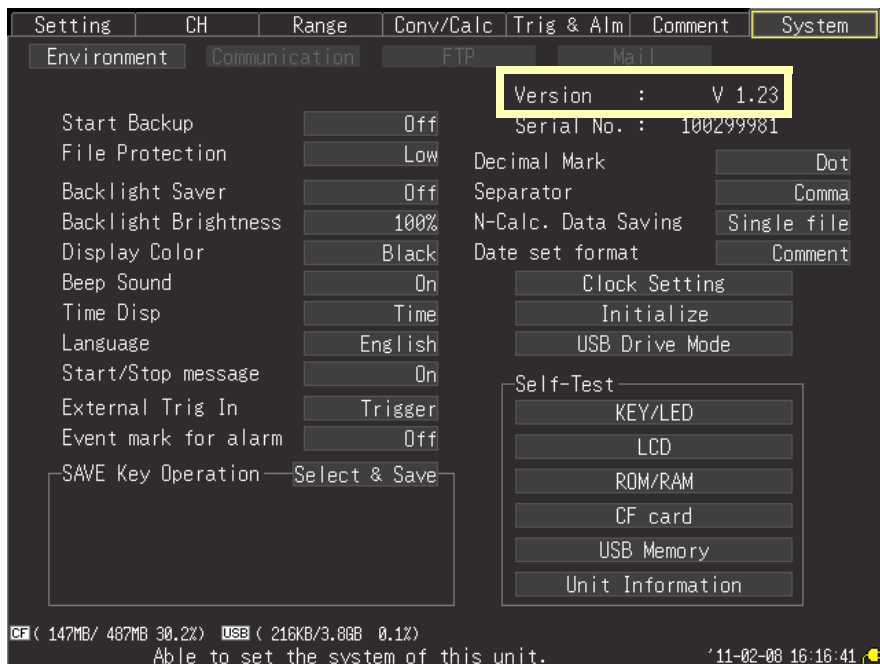 Setting CH Range Conv/Calc Trig & Alm Comment System
Environment Communication FTP Mail
Version : V 1.23
Serial No. : 100299981
Start Backup Off
File Protection Low
Backlight Saver Off
Backlight Brightness 100%
Display Color Black
Beep Sound On
Time Disp Time
Language English
Start/Stop message On
External Trig In Trigger
Event mark for alarm Off
SAVE Key Operation Select & Save
Decimal Mark Dot
Separator Comma
N-Calc. Data Saving Single file
Date set format Comment
Clock Setting
Initialize
USB Drive Mode
Self-Test
KEY/LED
LCD
ROM/RAM
CF card
USB Memory
Unit Information
CF ( 147MB/ 487MB 30.2%) USB ( 216KB/3.8GB 0.1%)
Able to set the system of this unit. '11-02-08 16:16:41